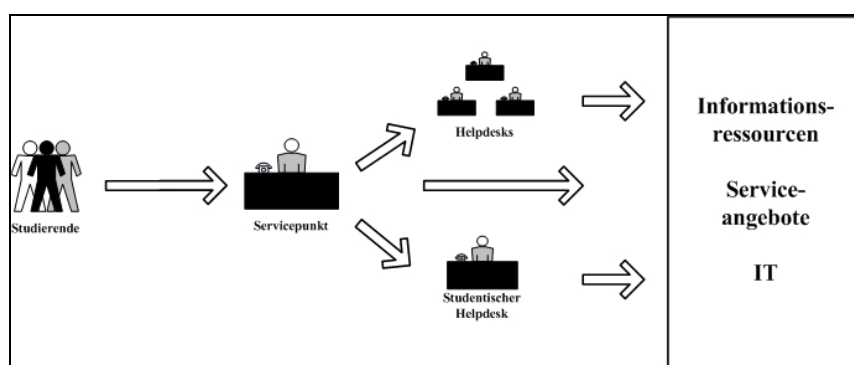 Studierende
Servicepunkt
Helpdesks
Studentischer
Helpdesk
Informations-
ressourcen
Service-
angebote
IT